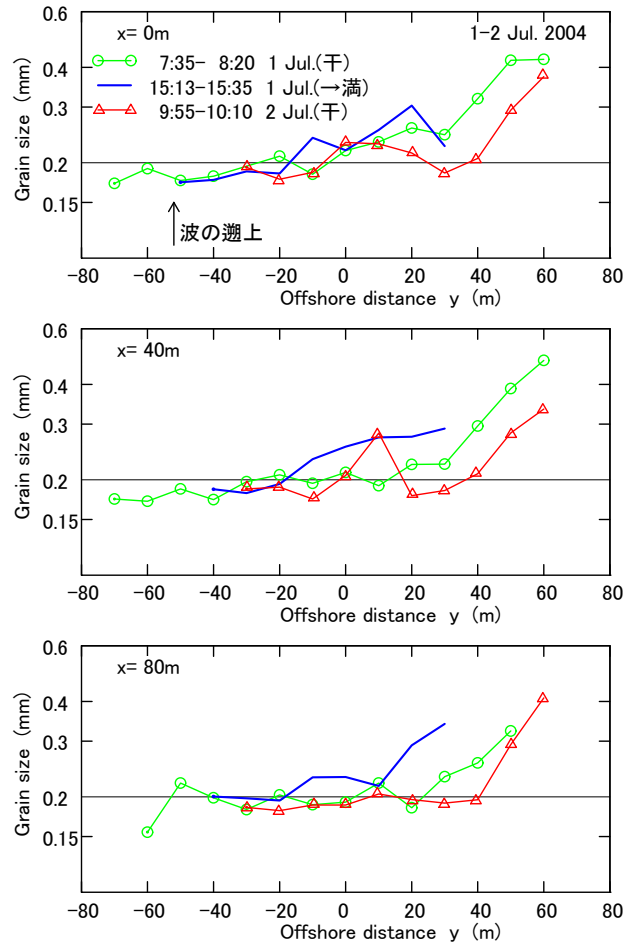 0.6
x= 0m
1-2 Jul. 2004
7:35- 8:20 1 Jul.(干)
0.4
15:13-15:35 1 Jul.(→満)
9:55-10:10 2 Jul.(干)
0.3
0.2
0.15
波の遡上
Grain size (mm)
-80 -60 -40 -20 0 20 40 60 80
Offshore distance y (m)
0.6
x= 40m
0.4
0.3
0.2
0.15
Grain size (mm)
-80 -60 -40 -20 0 20 40 60 80
Offshore distance y (m)
0.6
x= 80m
0.4
0.3
0.2
0.15
Grain size (mm)
-80 -60 -40 -20 0 20 40 60 80
Offshore distance y (m)